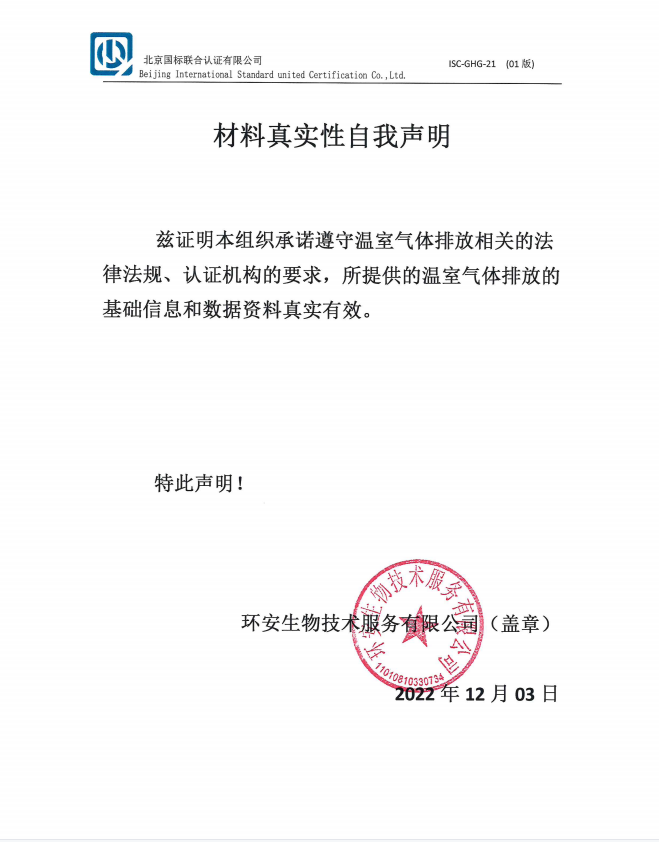 北京国标联合认证有限公司
Beijing International Standard united Certification Co.,Ltd.
ISC-GHG-21 (01 版)
材料真实性自我声明
兹证明本组织承诺遵守温室气体排放相关的法
律法规、认证机构的要求，所提供的温室气体排放的
基础信息和数据资料真实有效。
特此声明！
环安生物技术服务有限公司
环安生物技术服务有限公司（盖章）
11010810330734
2022 年 12 月 03 日